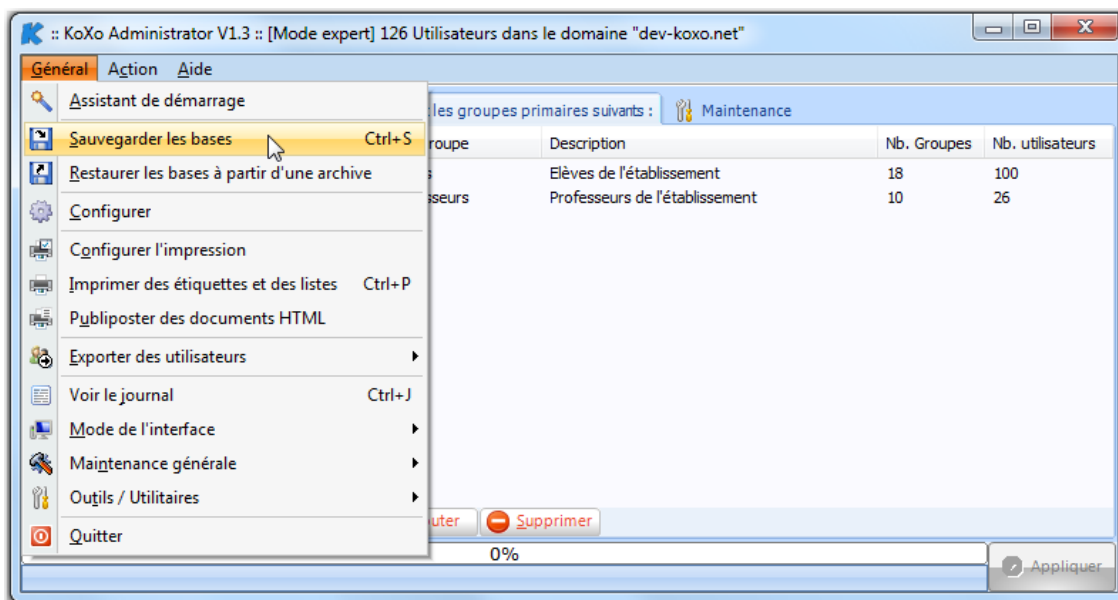 :: KoXo Administrator V1.3 :: [Mode expert] 126 Utilisateurs dans le domaine "dev-koxo.net"
Général Action Aide
Assistant de démarrage
Sauvegarder les bases Ctrl+S
Restaurer les bases à partir d'une archive
Configurer
Configurer l'impression
Imprimer des étiquettes et des listes Ctrl+P
Publiposter des documents HTML
Exporter des utilisateurs
Voir le journal Ctrl+J
Mode de l'interface
Maintenance générale
Outils / Utilitaires
Quitter
les groupes primaires suivants : Maintenance
roupe Description Nb. Groupes Nb. utilisateurs
s Elèves de l'établissement 18 100
sseurs Professeurs de l'établissement 10 26
uter Supprimer
0%
Appliquer